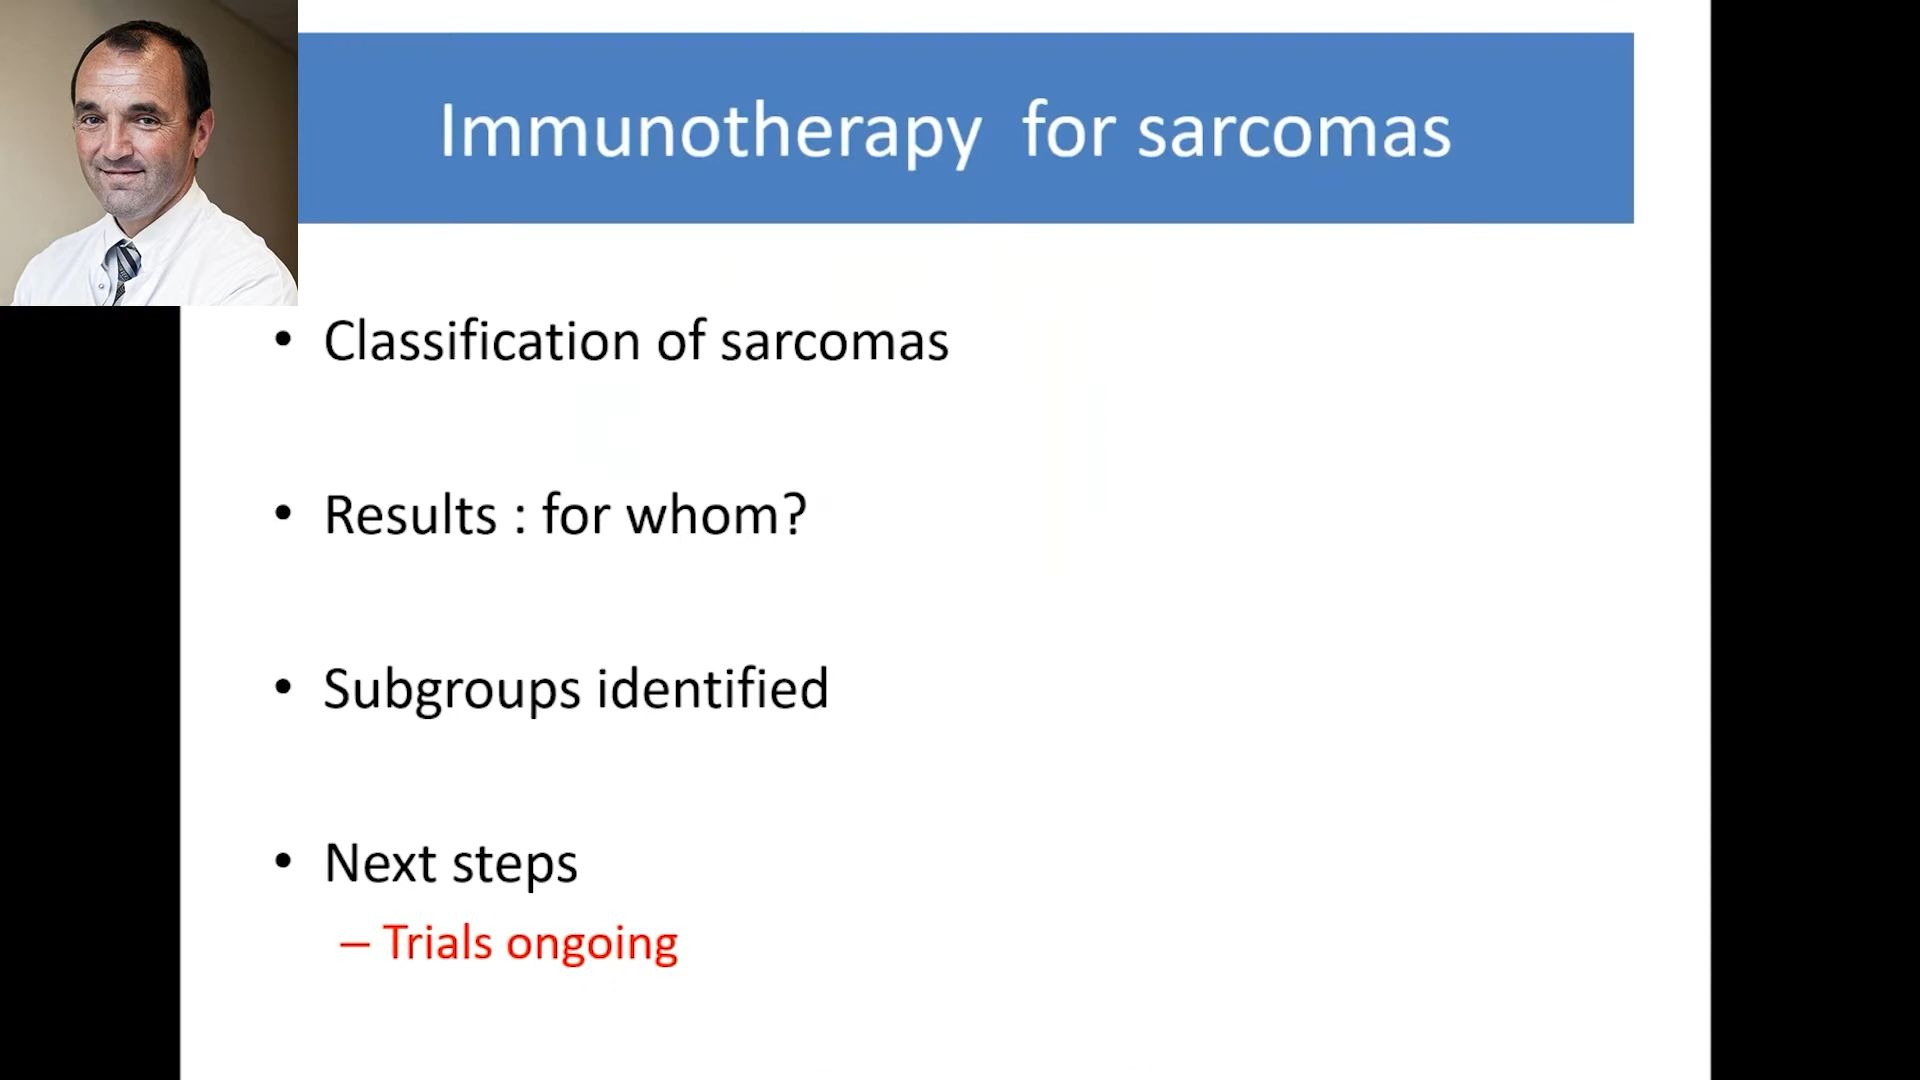 Immunotherapy  for sarcomas
• Classification of sarcomas
• Results : for whom?
• Subgroups identified
• Next steps
– Trials ongoing